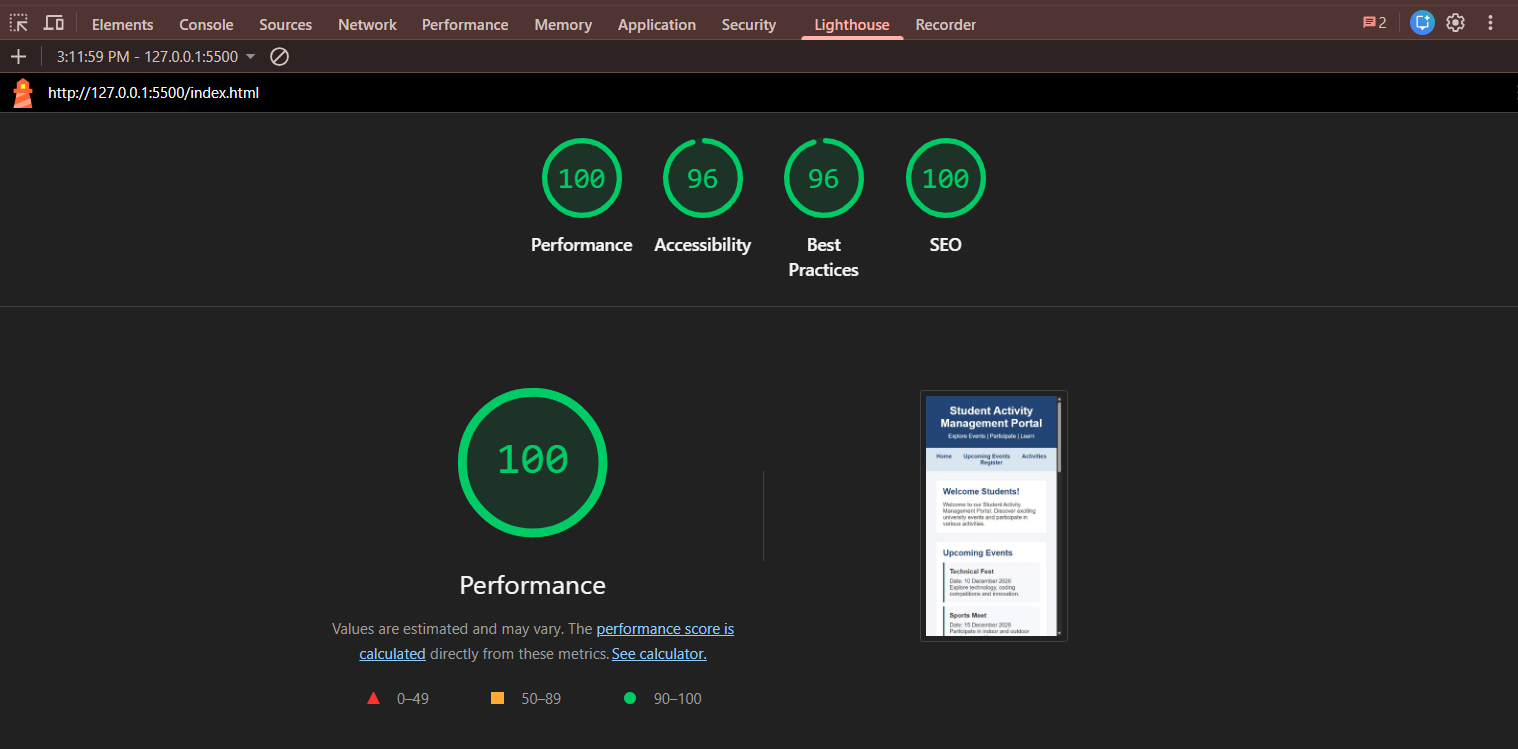 Elements Console Sources Network Performance Memory Application Security Lighthouse Recorder 2
3:11:59 PM - 127.0.0.1:5500
http://127.0.0.1:5500/index.html
100 96 96 100
Performance Accessibility Best Practices SEO
100
Performance
Values are estimated and may vary. The performance score is
calculated directly from these metrics. See calculator.
0–49 50–89 90–100
Student Activity
Management Portal
Explore Events | Participate | Learn
Home Upcoming Events Activities
Register
Welcome Students!
Welcome to our Student Activity
Management Portal. Discover exciting
university events and participate in
various activities.
Upcoming Events
Technical Fest
Date: 10 December 2026
Explore technology, coding
competitions and innovation.
Sports Meet
Date: 15 December 2026
Participate in indoor and outdoor